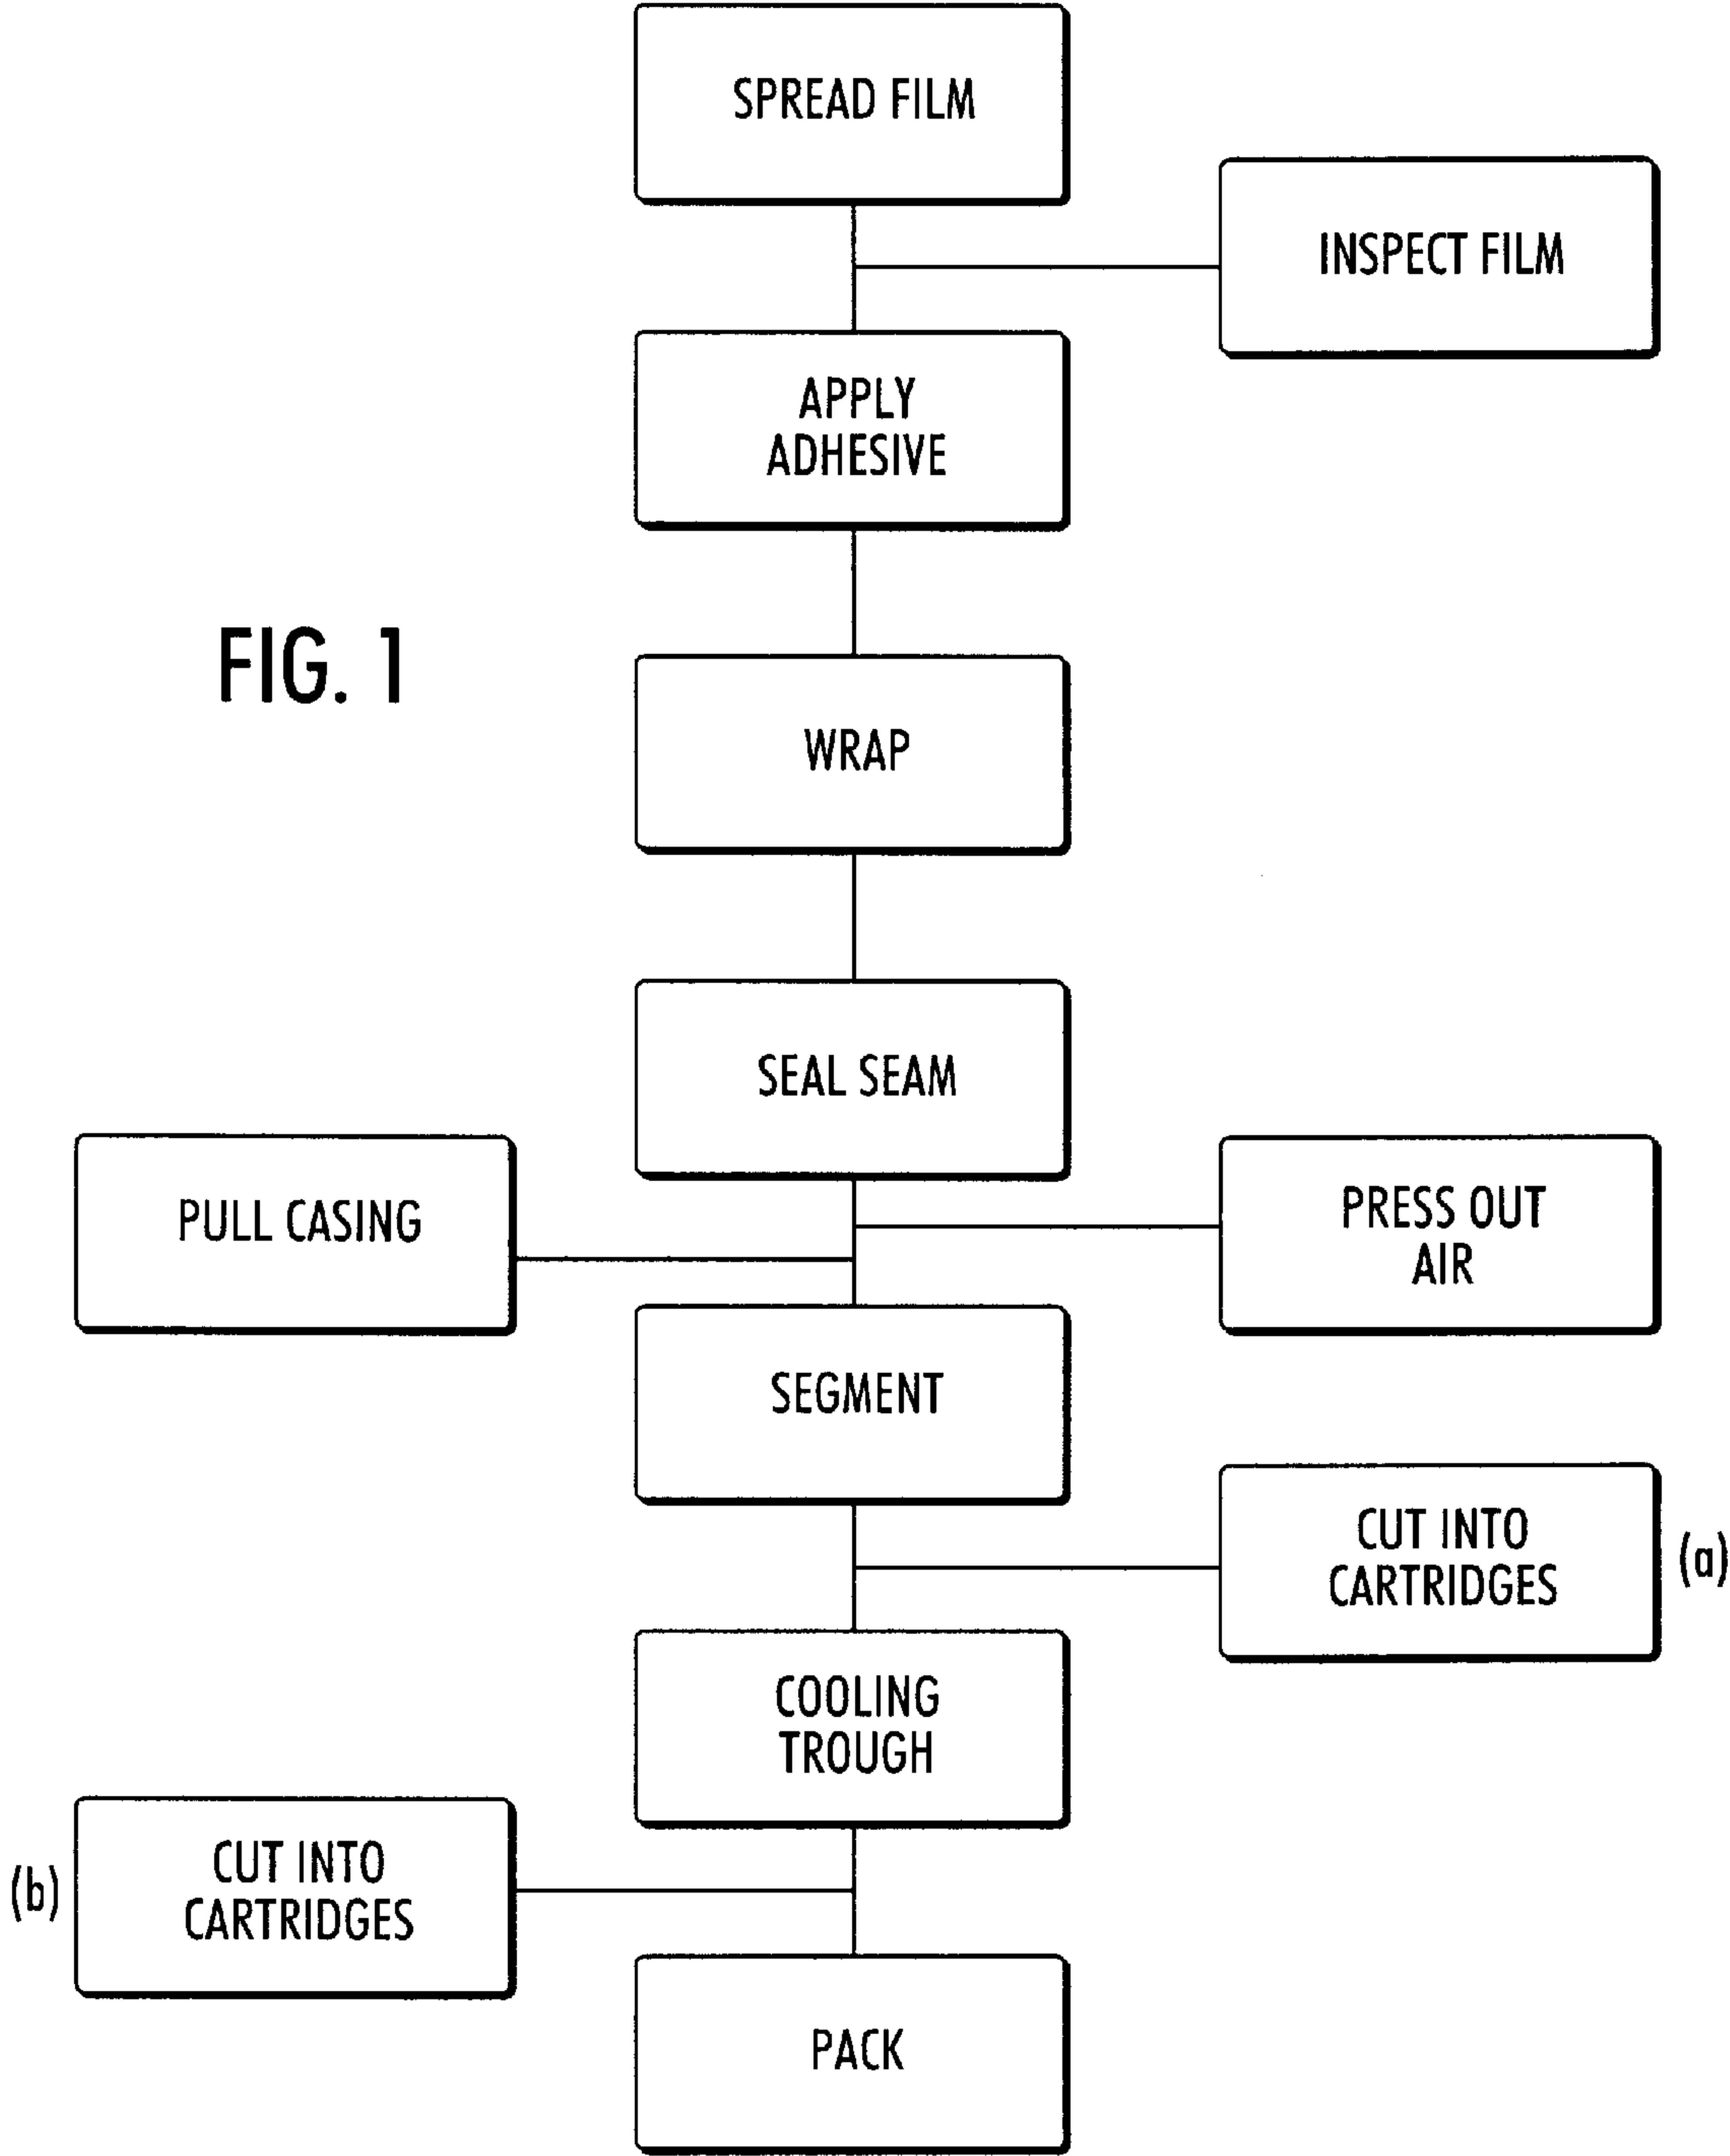 SPREAD FILM
INSPECT FILM
APPLY
ADHESIVE
FIG. 1
WRAP
SEAL SEAM
PULL CASING
PRESS OUT
AIR
SEGMENT
CUT INTO
CARTRIDGES
(a)
COOLING
TROUGH
(b)
CUT INTO
CARTRIDGES
PACK